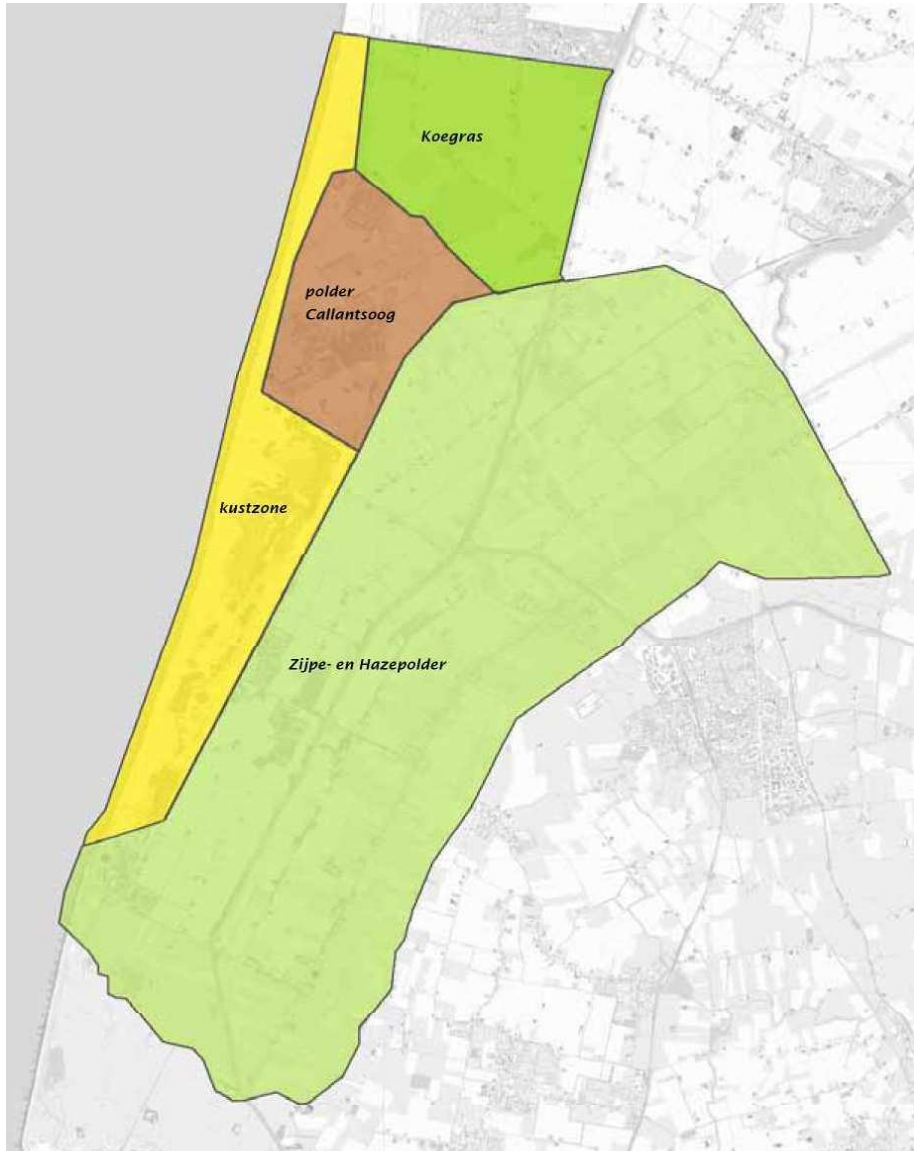 Koegras
polder
Callantsoog
kustzone
Zijpe- en Hazepolder